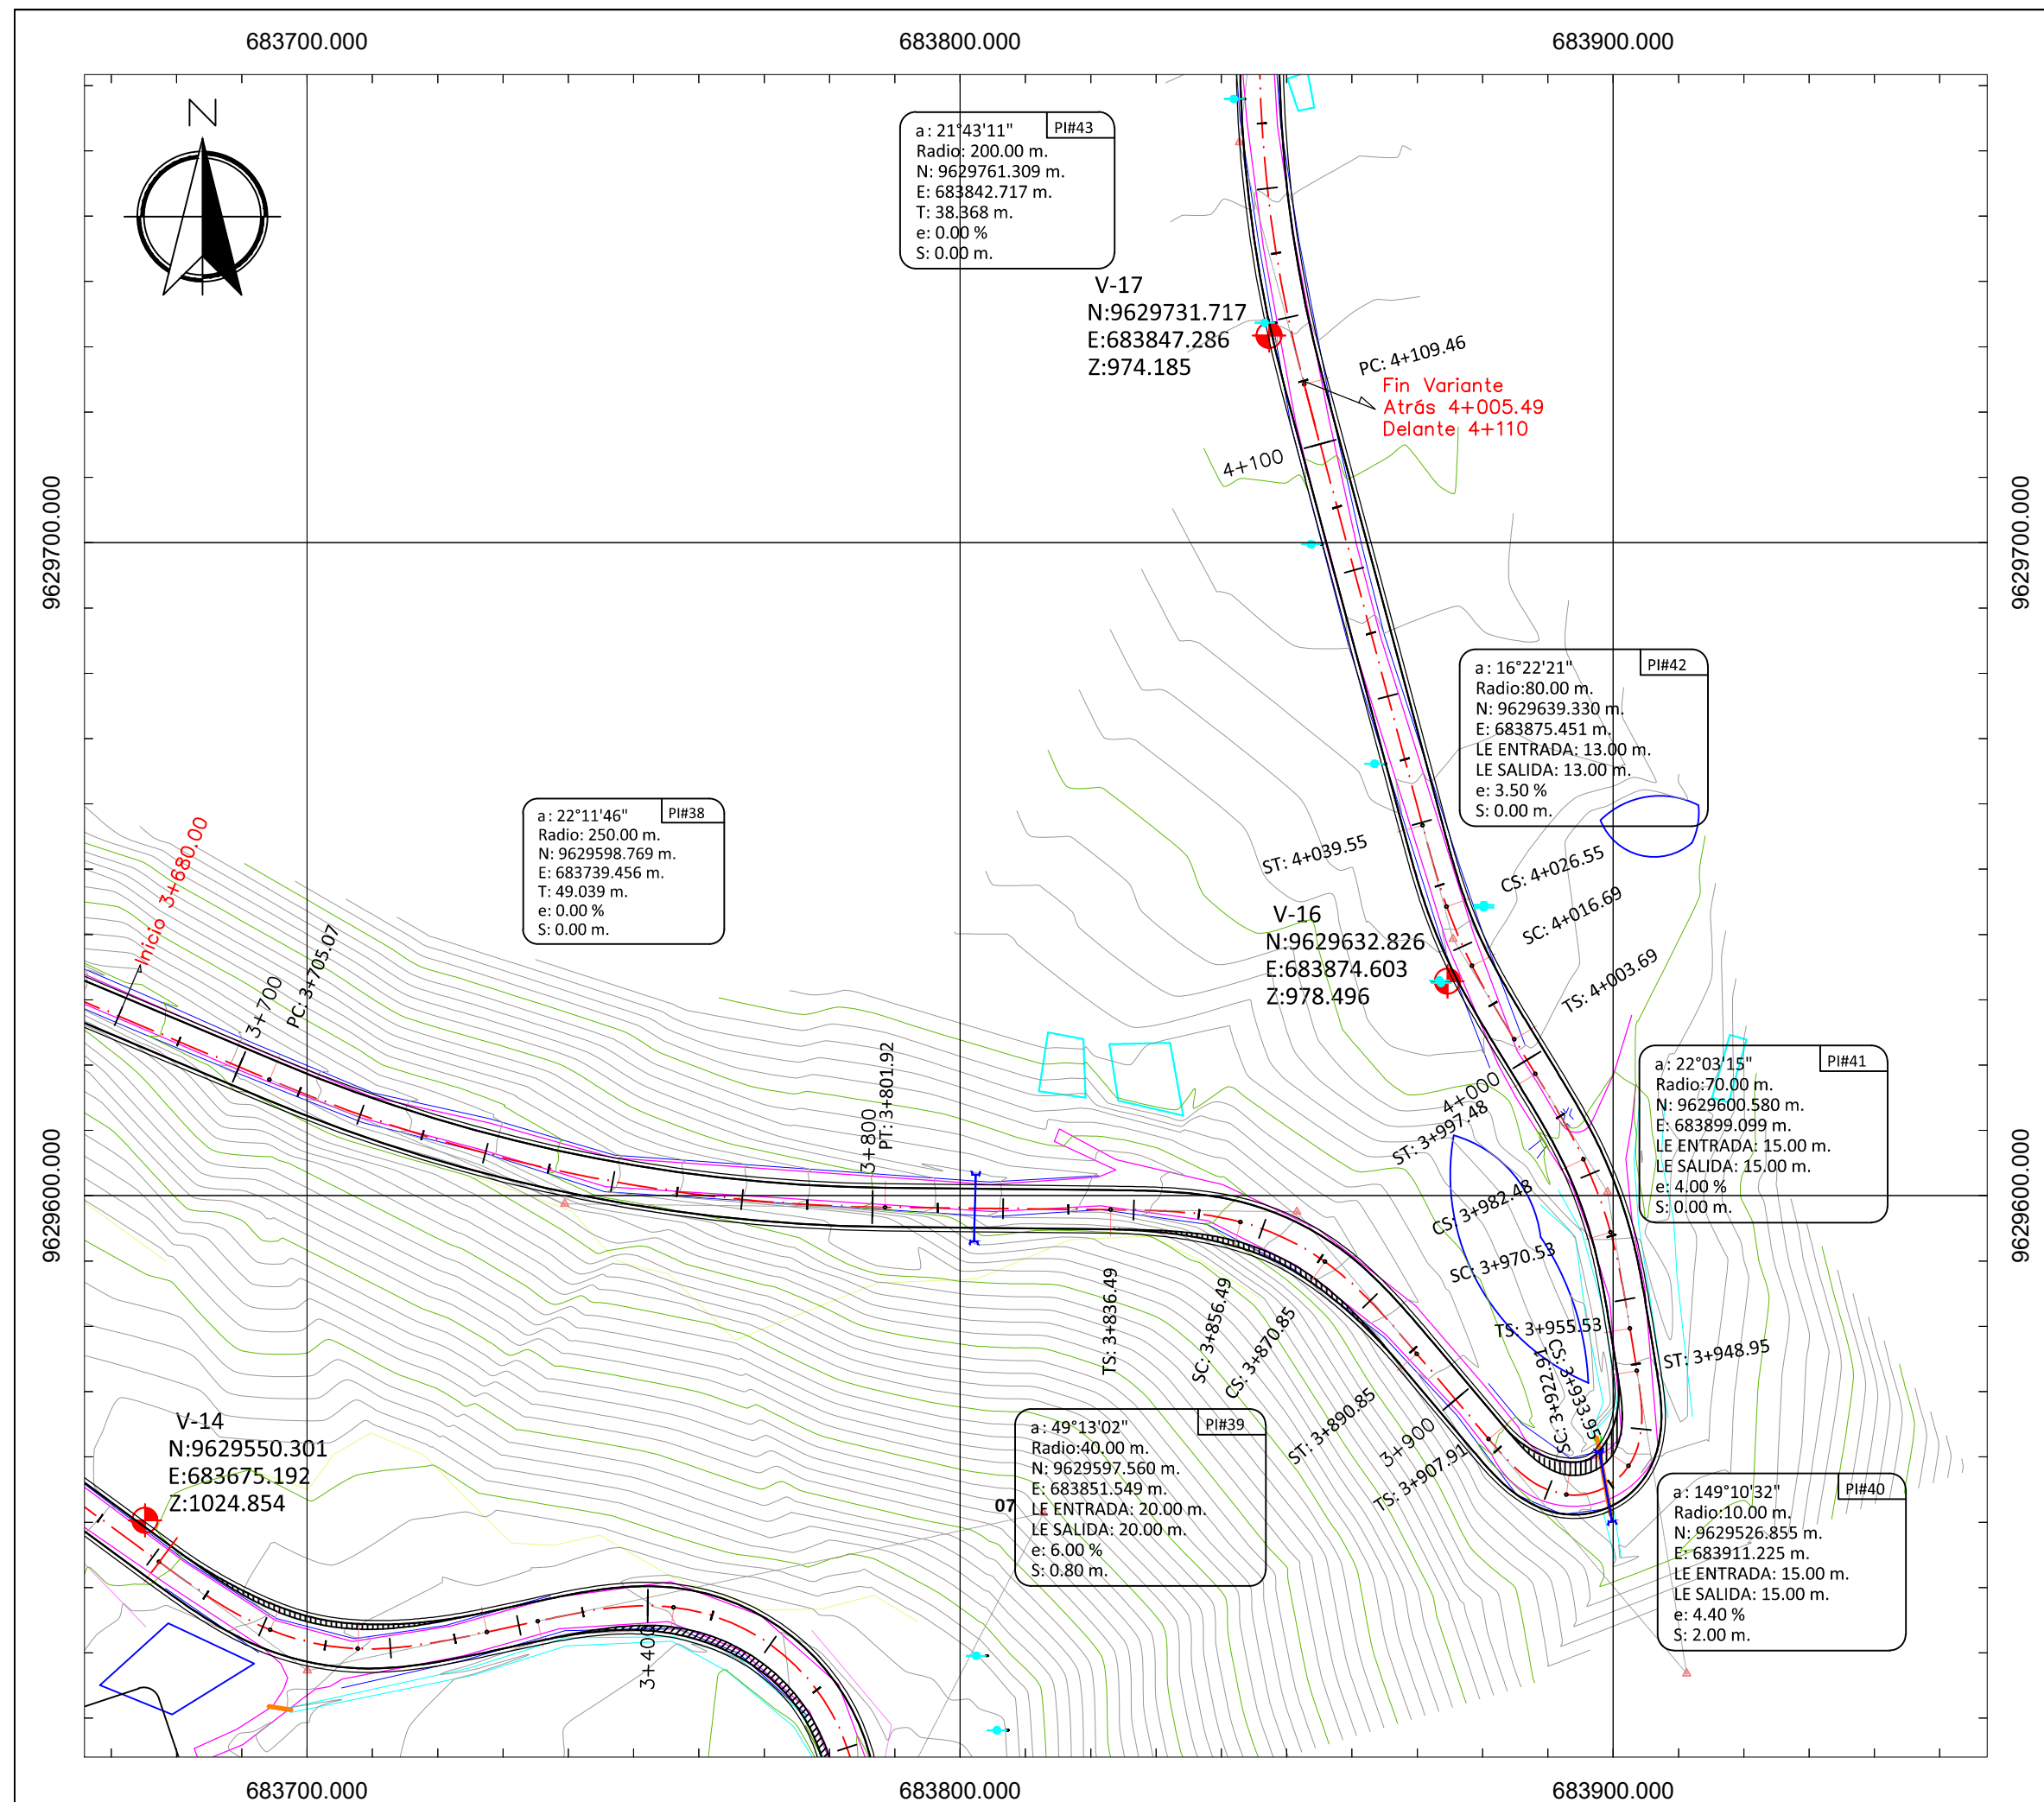 683700.000
683800.000
683900.000
N
a: 21°43'11"
PI#43
Radio: 200.00 m.
N: 9629761.309 m.
E: 683842.717 m.
T: 38.368 m.
e: 0.00 %
S: 0.00 m.
V-17
N:9629731.717
E:683847.286
Z:974.185
PC: 4+109.46
Fin Variante
Atrás 4+005.49
Delante 4+110
4+100
9629700.000
9629700.000
a: 16°22'21"
PI#42
Radio:80.00 m.
N: 9629639.330 m.
E: 683875.451 m.
LE ENTRADA: 13.00 m.
LE SALIDA: 13.00 m.
e: 3.50 %
S: 0.00 m.
a: 22°11'46"
PI#38
Radio: 250.00 m.
N: 9629598.769 m.
E: 683739.456 m.
T: 49.039 m.
e: 0.00 %
S: 0.00 m.
Inicio 3+680.00
3+700
PC: 3+705.07
ST: 4+039.55
CS: 4+026.55
SC: 4+016.69
TS: 4+003.69
V-16
N:9629632.826
E:683874.603
Z:978.496
4+000
ST: 3+997.48
a: 22°03'15"
PI#41
Radio:70.00 m.
N: 9629600.580 m.
E: 683899.099 m.
LE ENTRADA: 15.00 m.
LE SALIDA: 15.00 m.
e: 4.00 %
S: 0.00 m.
3+800
PT: 3+801.92
9629600.000
9629600.000
CS: 3+982.48
SC: 3+970.53
TS: 3+955.53
ST: 3+948.95
CS: 3+933.95
SC: 3+922.91
TS: 3+836.49
SC: 3+856.49
CS: 3+870.85
ST: 3+890.85
3+900
TS: 3+907.91
V-14
N:9629550.301
E:683675.192
Z:1024.854
a: 49°13'02"
PI#39
Radio:40.00 m.
N: 9629597.560 m.
E: 683851.549 m.
LE ENTRADA: 20.00 m.
LE SALIDA: 20.00 m.
e: 6.00 %
S: 0.80 m.
07
a: 149°10'32"
PI#40
Radio:10.00 m.
N: 9629526.855 m.
E: 683911.225 m.
LE ENTRADA: 15.00 m.
LE SALIDA: 15.00 m.
e: 4.40 %
S: 2.00 m.
3+400
683700.000
683800.000
683900.000